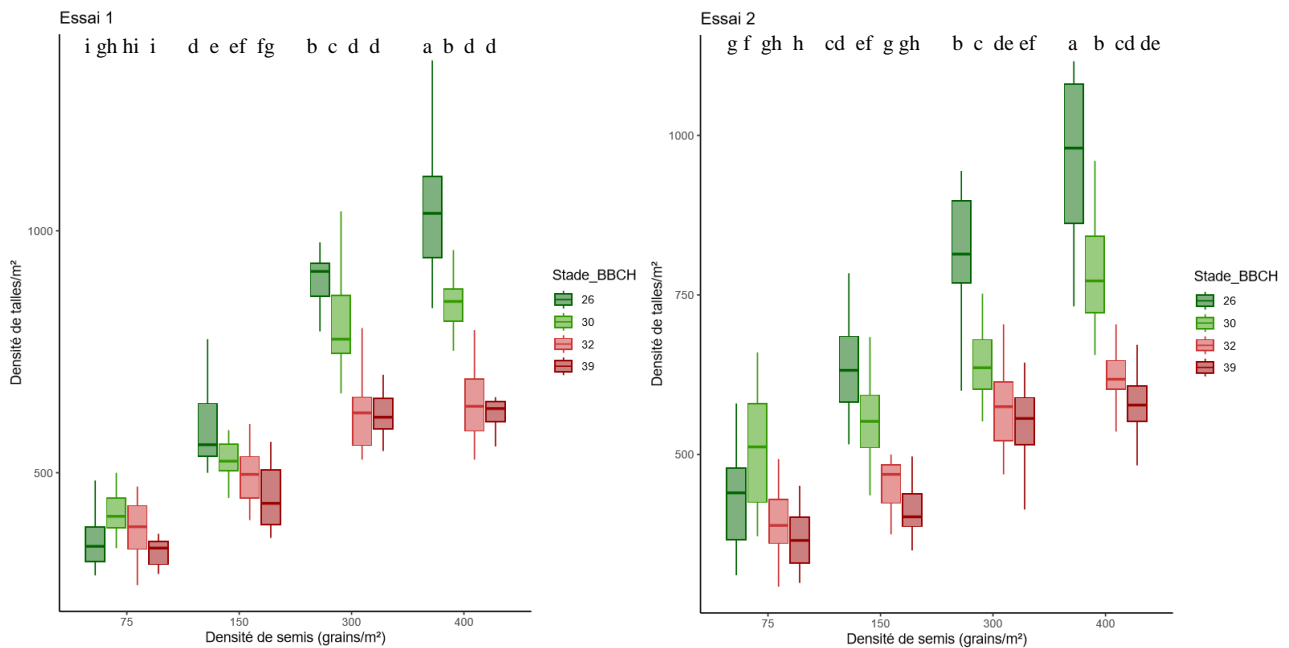 Essai 1
i gh hi i d e ef fg b c d d a b d d
Densité de talles/m²
1000
500
75 150 300 400
Densité de semis (grains/m²)
Stade_BBCH
26
30
32
39
Essai 2
g f gh h cd ef g gh b c de ef a b cd de
Densité de talles/m²
1000
750
500
75 150 300 400
Densité de semis (grains/m²)
Stade_BBCH
26
30
32
39